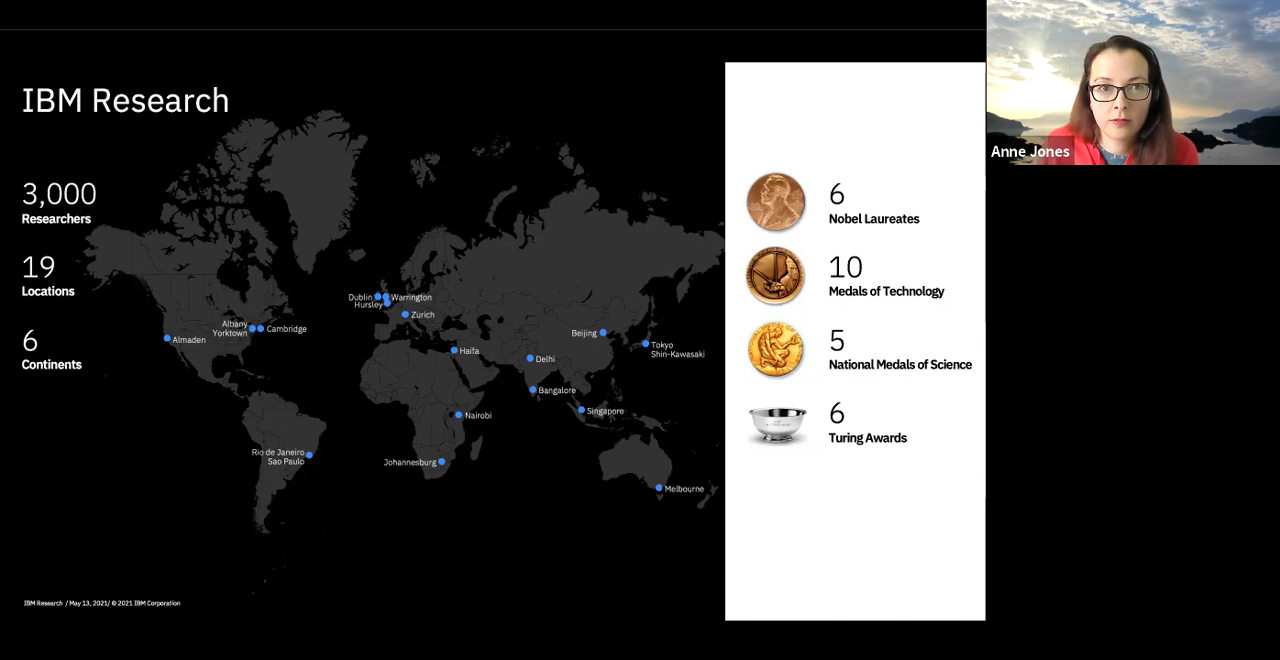 IBM Research
3,000
Researchers
19
Locations
6
Continents
Almaden
Albany
Yorktown
Cambridge
Dublin
Warrington
Hursley
Zurich
Haifa
Beijing
Tokyo
Shin-Kawasaki
Delhi
Bangalore
Singapore
Nairobi
Rio de Janeiro
Sao Paulo
Johannesburg
Melbourne
6
Nobel Laureates
10
Medals of Technology
5
National Medals of Science
6
Turing Awards
Anne Jones
IBM Research / May 13, 2021/ © 2021 IBM Corporation